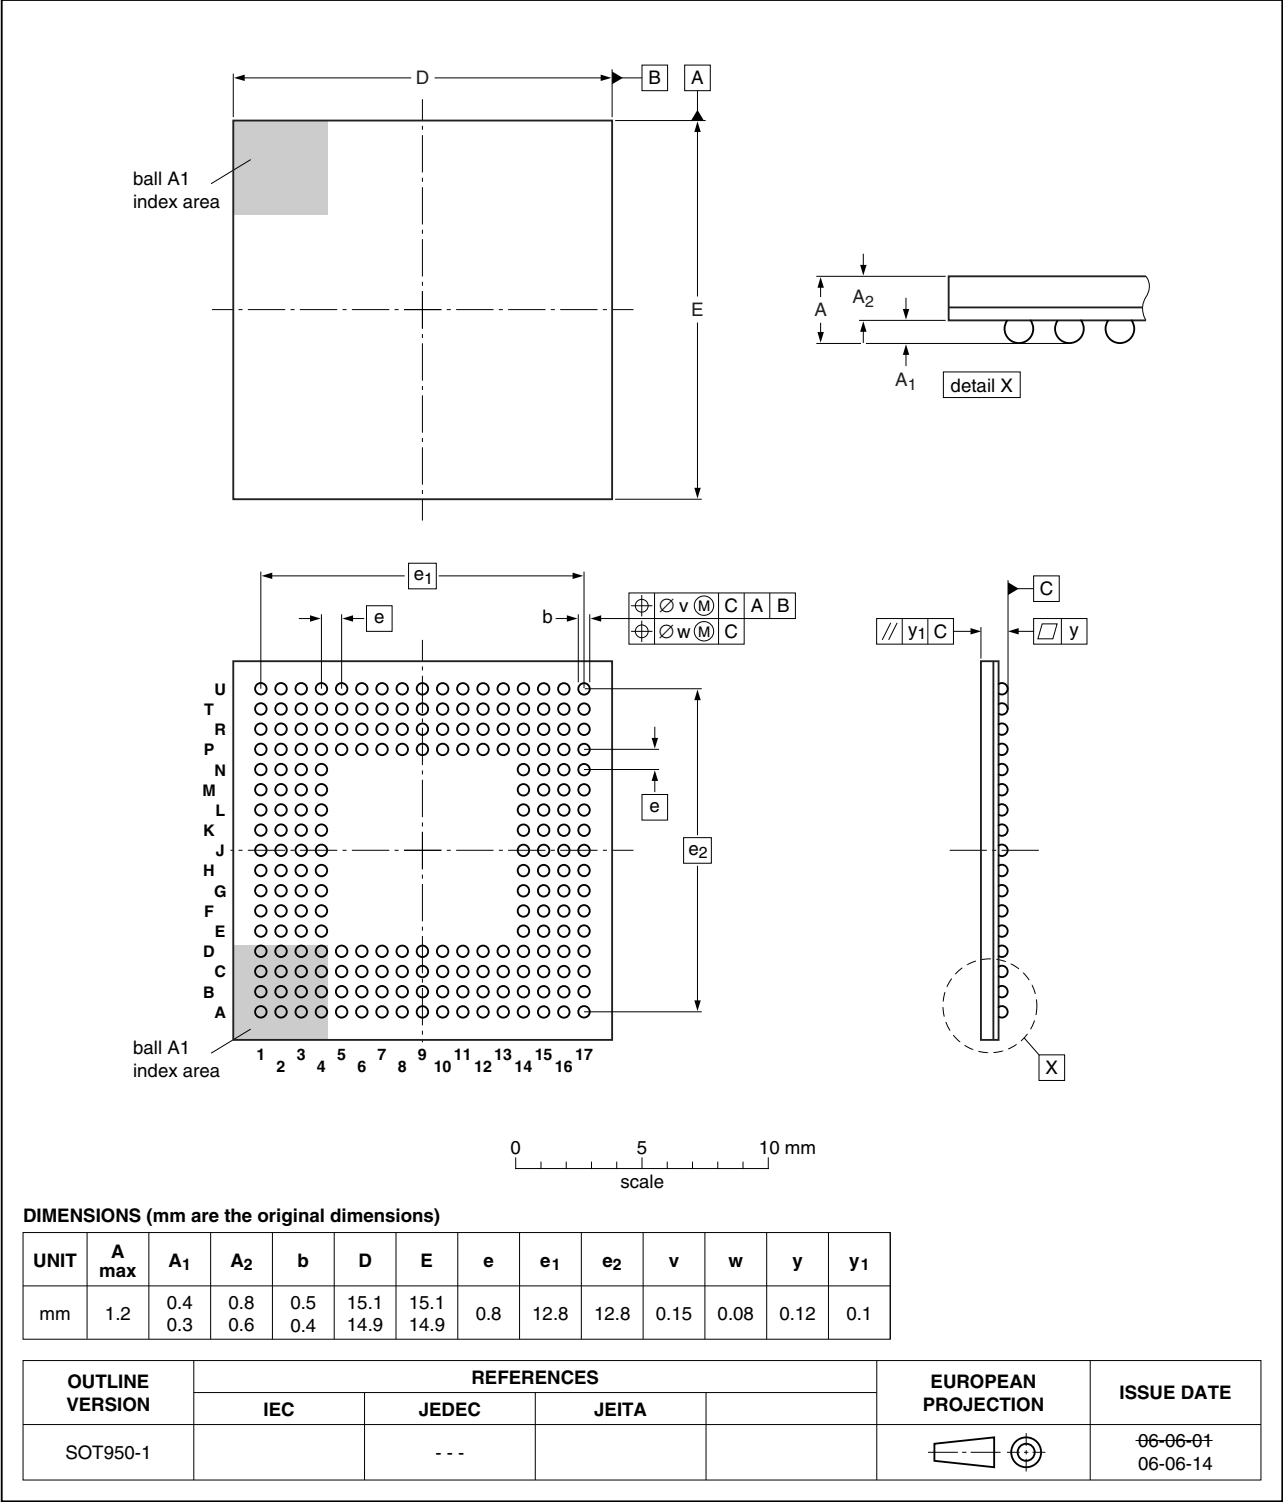 D
B
A
ball A1
index area
E
A
A2
A1
detail X
e1
e
b
⌖ ∅ v Ⓜ C A B
⌖ ∅ w Ⓜ C
C
// y1 C
▱ y
U
T
R
P
N
M
L
K
J
H
G
F
E
D
C
B
A
e
e2
ball A1
index area
1 2 3 4 5 6 7 8 9 10 11 12 13 14 15 16 17
X
0 5 10 mm
scale
DIMENSIONS (mm are the original dimensions)
UNIT A max A1 A2 b D E e e1 e2 v w y y1
mm 1.2 0.4 0.3 0.8 0.6 0.5 0.4 15.1 14.9 15.1 14.9 0.8 12.8 12.8 0.15 0.08 0.12 0.1
OUTLINE VERSION REFERENCES EUROPEAN PROJECTION ISSUE DATE
IEC JEDEC JEITA
SOT950-1 - - - 06-06-01
06-06-14